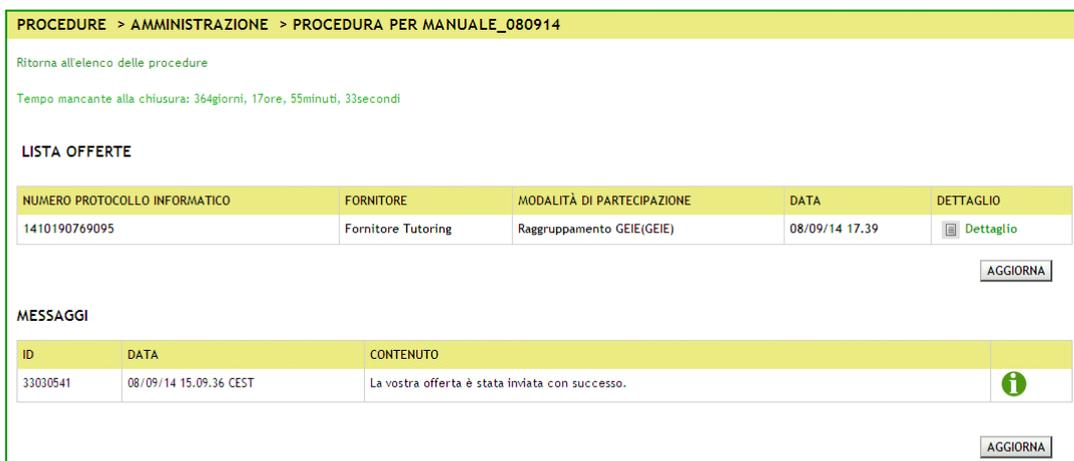 PROCEDURE > AMMINISTRAZIONE > PROCEDURA PER MANUALE_080914
Ritorna all'elenco delle procedure
Tempo mancante alla chiusura: 364giorni, 17ore, 55minuti, 33secondi
LISTA OFFERTE
NUMERO PROTOCOLLO INFORMATICO FORNITORE MODALITÀ DI PARTECIPAZIONE DATA DETTAGLIO
1410190769095 Fornitore Tutoring Raggruppamento GEIE(GEIE) 08/09/14 17.39 Dettaglio
AGGIORNA
MESSAGGI
ID DATA CONTENUTO
33030541 08/09/14 15.09.36 CEST La vostra offerta è stata inviata con successo.
AGGIORNA